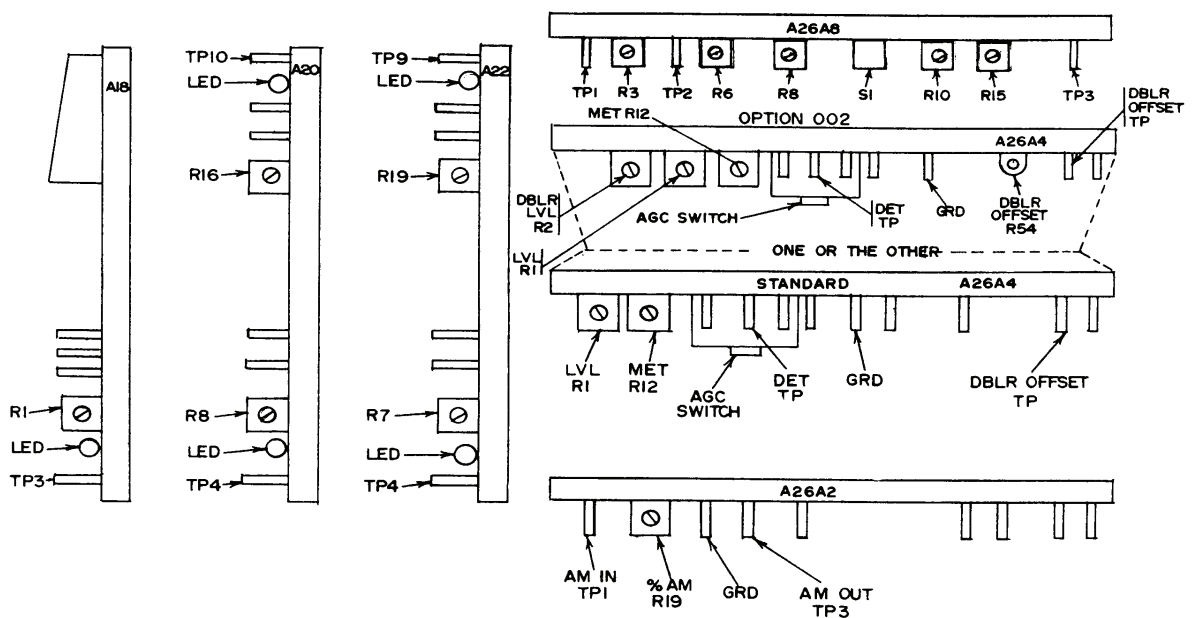 A18
R1
LED
TP3
TP10
LED
A20
R16
R8
LED
TP4
TP9
LED
A22
R19
R7
LED
TP4
A26A8
TP1 R3 TP2 R6 R8 S1 R10 R15 TP3
MET R12
OPTION 002
DBLR
OFFSET
TP
A26A4
DBLR
LVL
R2
AGC SWITCH
DET
TP
GRD
DBLR
OFFSET
R54
LVL
R1
ONE OR THE OTHER
STANDARD A26A4
LVL
R1
MET
R12
AGC
SWITCH
DET
TP
GRD
DBLR OFFSET
TP
A26A2
AM IN
TP1
% AM
R19
GRD
AM OUT
TP3